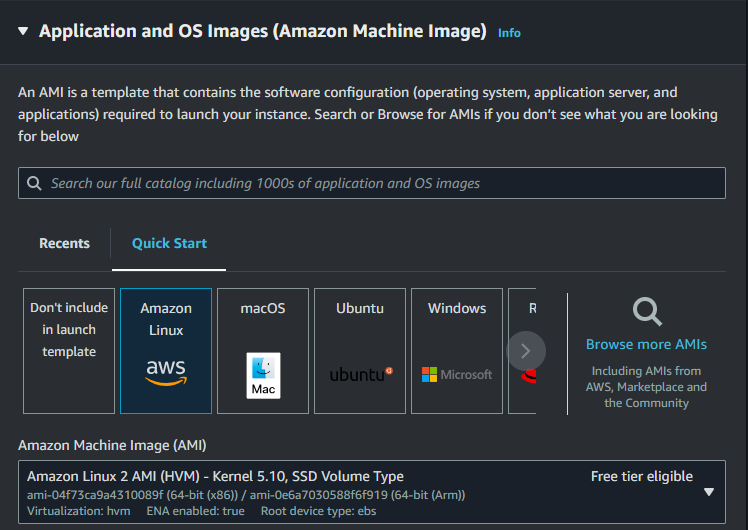 Application and OS Images (Amazon Machine Image) Info
An AMI is a template that contains the software configuration (operating system, application server, and
applications) required to launch your instance. Search or Browse for AMIs if you don't see what you are looking
for below
Search our full catalog including 1000s of application and OS images
Recents
Quick Start
Don't include
in launch
template
Amazon
Linux
aws
macOS
Mac
Ubuntu
ubuntu
Windows
Microsoft
R
Browse more AMIs
Including AMIs from
AWS, Marketplace and
the Community
Amazon Machine Image (AMI)
Amazon Linux 2 AMI (HVM) - Kernel 5.10, SSD Volume Type
Free tier eligible
ami-04f73ca9a4310089f (64-bit (x86)) / ami-0e6a7030588f6f919 (64-bit (Arm))
Virtualization: hvm ENA enabled: true Root device type: ebs